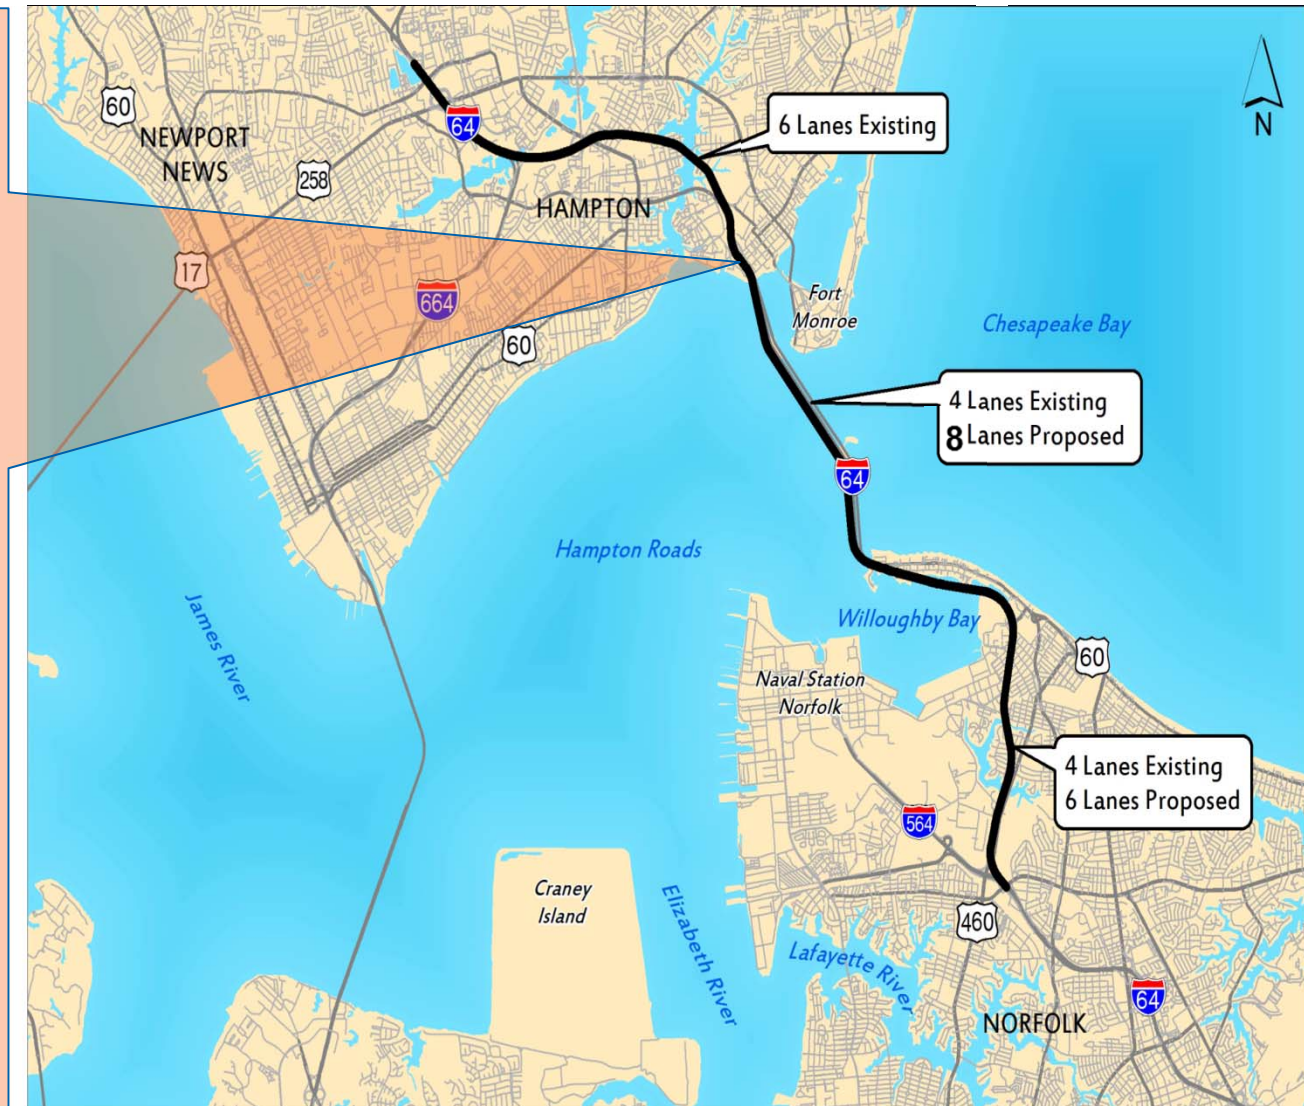 60
NEWPORT
NEWS
64
6 Lanes Existing
N
258
HAMPTON
17
664
60
Fort
Monroe
Chesapeake Bay
4 Lanes Existing
8 Lanes Proposed
64
Hampton Roads
James River
Willoughby Bay
60
Naval Station
Norfolk
4 Lanes Existing
6 Lanes Proposed
564
Craney
Island
Elizabeth River
460
Lafayette River
64
NORFOLK